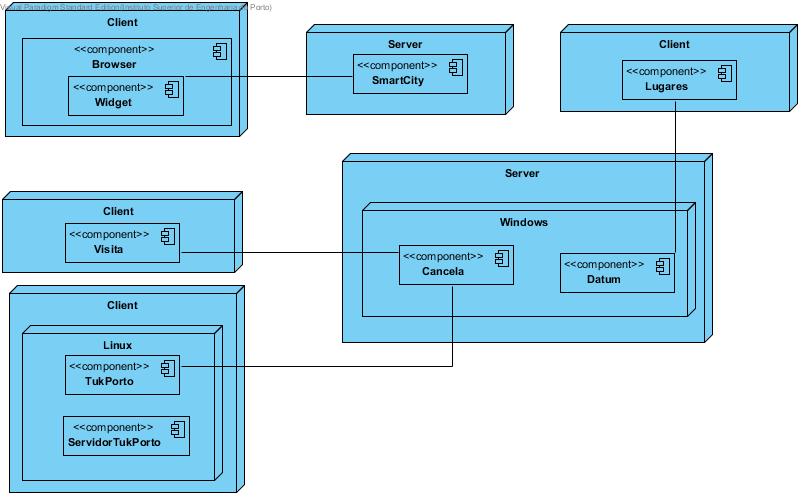 Visual Paradigm Standard Edition(Instituto Superior de Engenharia do Porto)
Client
<<component>>
Browser
<<component>>
Widget
Server
<<component>>
SmartCity
Client
<<component>>
Lugares
Server
Windows
<<component>>
Cancela
<<component>>
Datum
Client
<<component>>
Visita
Client
Linux
<<component>>
TukPorto
<<component>>
ServidorTukPorto